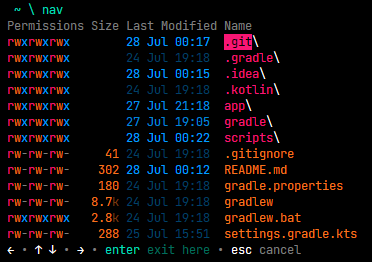 ~ \ nav
Permissions Size Last Modified Name
rwxrwxrwx 28 Jul 00:17 .git\
rwxrwxrwx 24 Jul 19:18 .gradle\
rwxrwxrwx 28 Jul 00:15 .idea\
rwxrwxrwx 24 Jul 19:18 .kotlin\
rwxrwxrwx 27 Jul 21:18 app\
rwxrwxrwx 27 Jul 19:05 gradle\
rwxrwxrwx 28 Jul 00:22 scripts\
rw-rw-rw- 41 24 Jul 19:18 .gitignore
rw-rw-rw- 302 28 Jul 00:12 README.md
rw-rw-rw- 180 24 Jul 19:18 gradle.properties
rw-rw-rw- 8.7k 24 Jul 19:18 gradlew
rwxrwxrwx 2.8k 24 Jul 19:18 gradlew.bat
rw-rw-rw- 288 25 Jul 15:51 settings.gradle.kts
← · ↑ ↓ · → · enter exit here · esc cancel